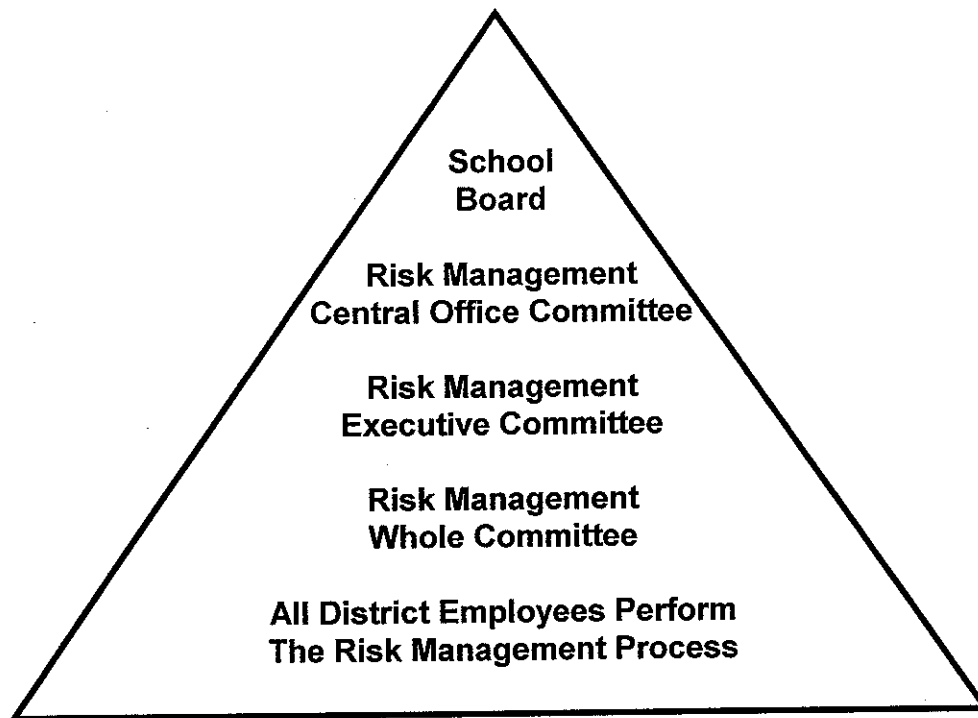 School
Board
Risk Management
Central Office Committee
Risk Management
Executive Committee
Risk Management
Whole Committee
All District Employees Perform
The Risk Management Process